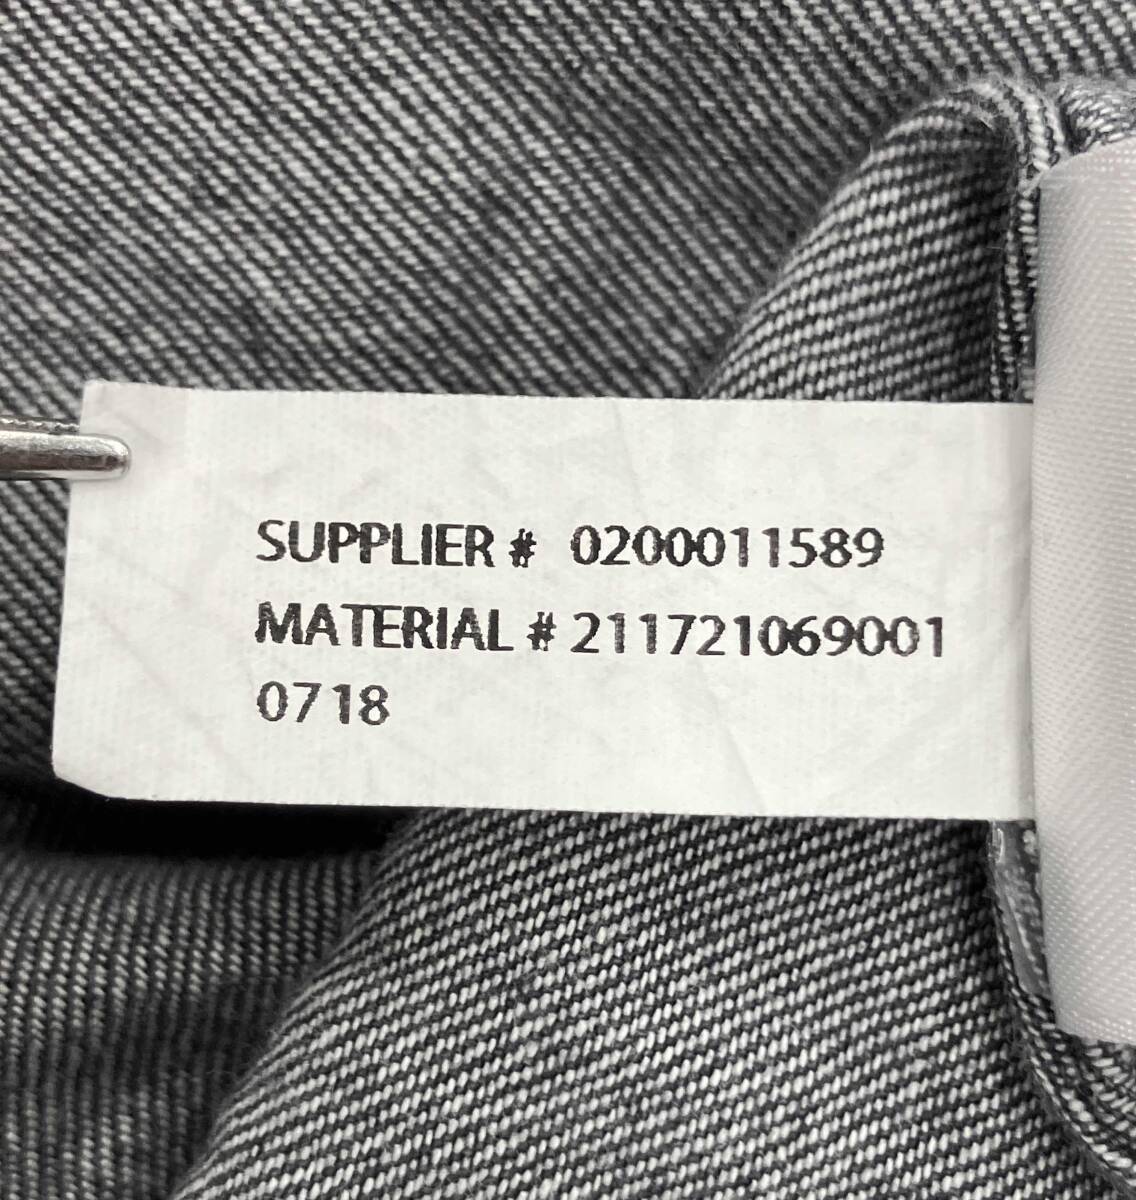 SUPPLIER # 0200011589
MATERIAL # 211721069001
0718